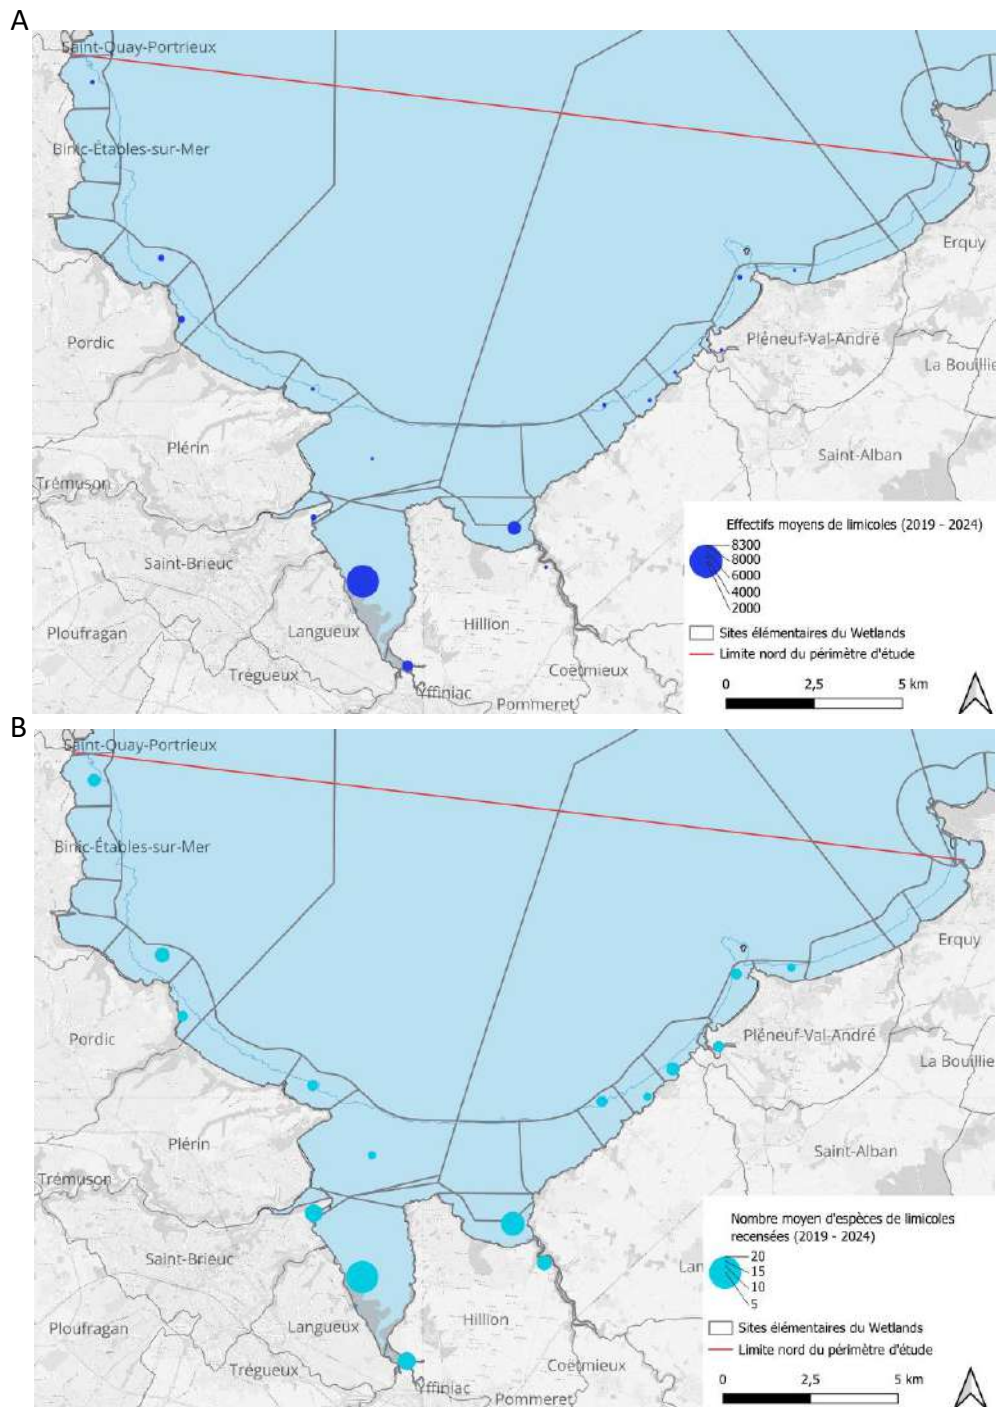 A
Saint-Quay-Portrieux
Binic-Étables-sur-Mer
Erquy
Pordic
Pléneuf-Val-André
La Bouillie
Plérin
Saint-Alban
Trémuson
Saint-Brieuc
Ploufragan
Langueux
Hillion
Trégueux
Coëtmieux
Yffiniac
Pommeret
Effectifs moyens de limicoles (2019 - 2024)
8300
8000
6000
4000
2000
Sites élémentaires du Wetlands
Limite nord du périmètre d'étude
0 2,5 5 km
B
Saint-Quay-Portrieux
Binic-Étables-sur-Mer
Erquy
Pordic
Pléneuf-Val-André
La Bouillie
Plérin
Saint-Alban
Trémuson
Saint-Brieuc
Lan
Ploufragan
Langueux
Hillion
Trégueux
Coëtmieux
Yffiniac
Pommeret
Nombre moyen d'espèces de limicoles
recensées (2019 - 2024)
20
15
10
5
Sites élémentaires du Wetlands
Limite nord du périmètre d'étude
0 2,5 5 km